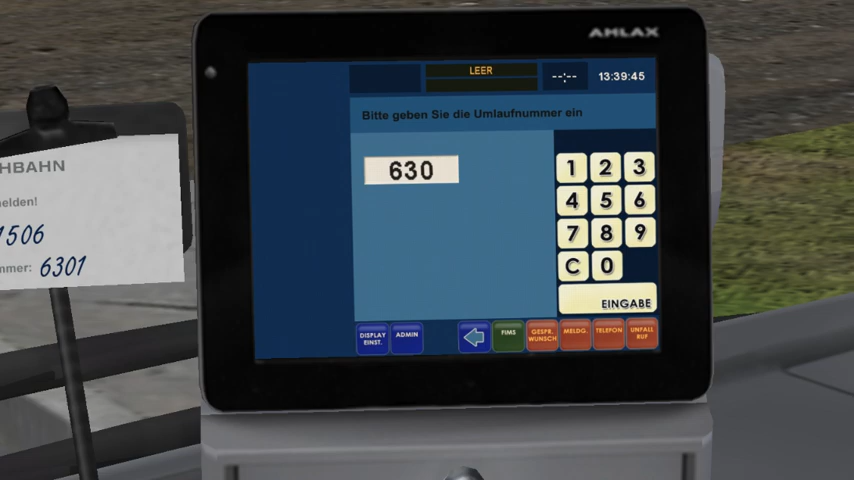 AMLAX
LEER
--:--
13:39:45
Bitte geben Sie die Umlaufnummer ein
630
1 2 3
4 5 6
7 8 9
C 0
EINGABE
DISPLAY EINST.
ADMIN
FIMS
GESPR. WUNSCH
MELDG.
TELEFON
UNFALL RUF
HBAHN
elden!
1506
mmer: 6301